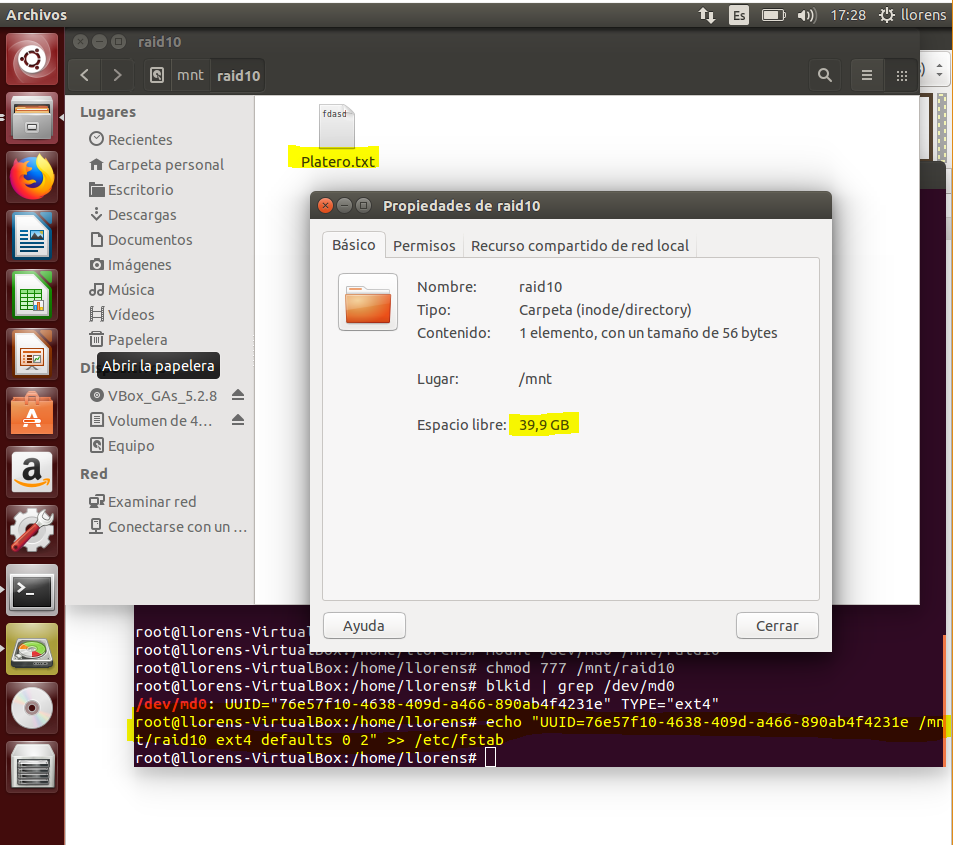 Archivos
Es
17:28
llorens
raid10
mnt
raid10
Lugares
Recientes
Carpeta personal
Escritorio
Descargas
Documentos
Imágenes
Música
Vídeos
Papelera
Abrir la papelera
VBox_GAs_5.2.8
Volumen de 4…
Equipo
Red
Examinar red
Conectarse con un …
fdasd
Platero.txt
Propiedades de raid10
Básico
Permisos
Recurso compartido de red local
Nombre: raid10
Tipo: Carpeta (inode/directory)
Contenido: 1 elemento, con un tamaño de 56 bytes
Lugar: /mnt
Espacio libre: 39,9 GB
Ayuda
Cerrar
root@llorens-Virtual
root@llorens-VirtualBox:/home/llorens# mount /dev/md0 /mnt/raid10
root@llorens-VirtualBox:/home/llorens# chmod 777 /mnt/raid10
root@llorens-VirtualBox:/home/llorens# blkid | grep /dev/md0
/dev/md0: UUID="76e57f10-4638-409d-a466-890ab4f4231e" TYPE="ext4"
root@llorens-VirtualBox:/home/llorens# echo "UUID=76e57f10-4638-409d-a466-890ab4f4231e /mn
t/raid10 ext4 defaults 0 2" >> /etc/fstab
root@llorens-VirtualBox:/home/llorens#